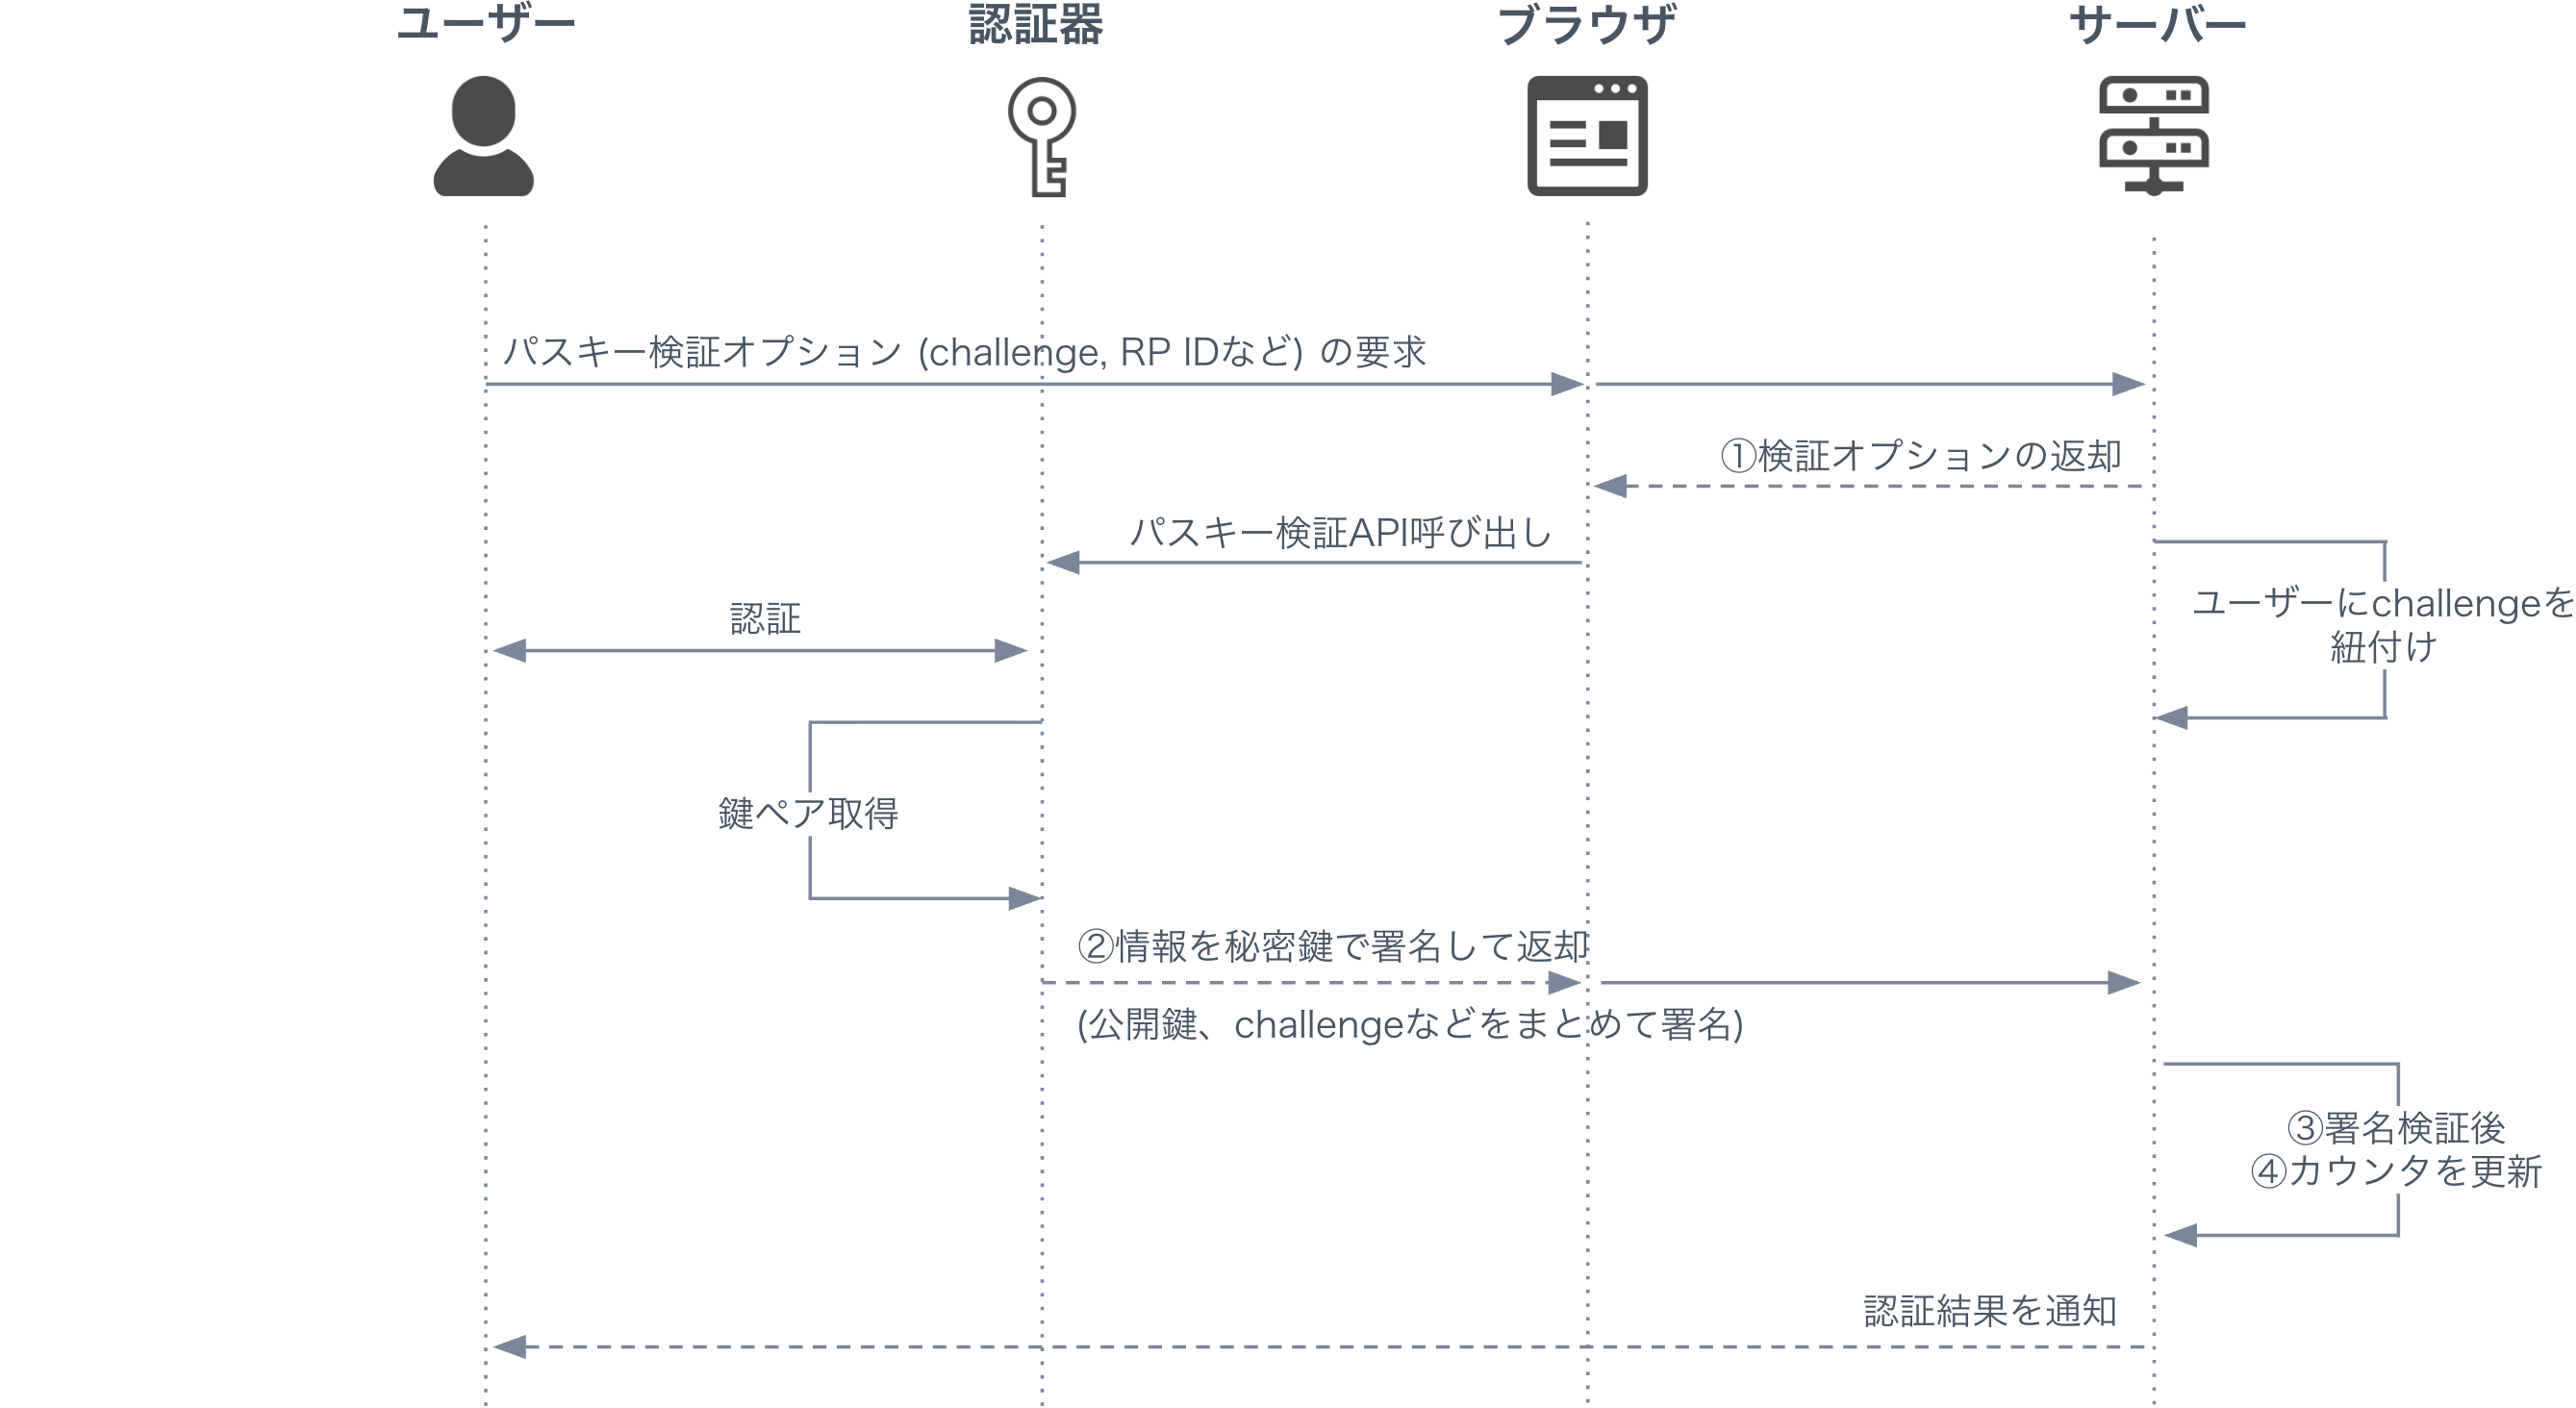 ユーザー
認証器
ブラウザ
サーバー
パスキー検証オプション (challenge, RP IDなど) の要求
①検証オプションの返却
パスキー検証API呼び出し
ユーザーにchallengeを
紐付け
認証
鍵ペア取得
②情報を秘密鍵で署名して返却
(公開鍵、challengeなどをまとめて署名)
③署名検証後
④カウンタを更新
認証結果を通知